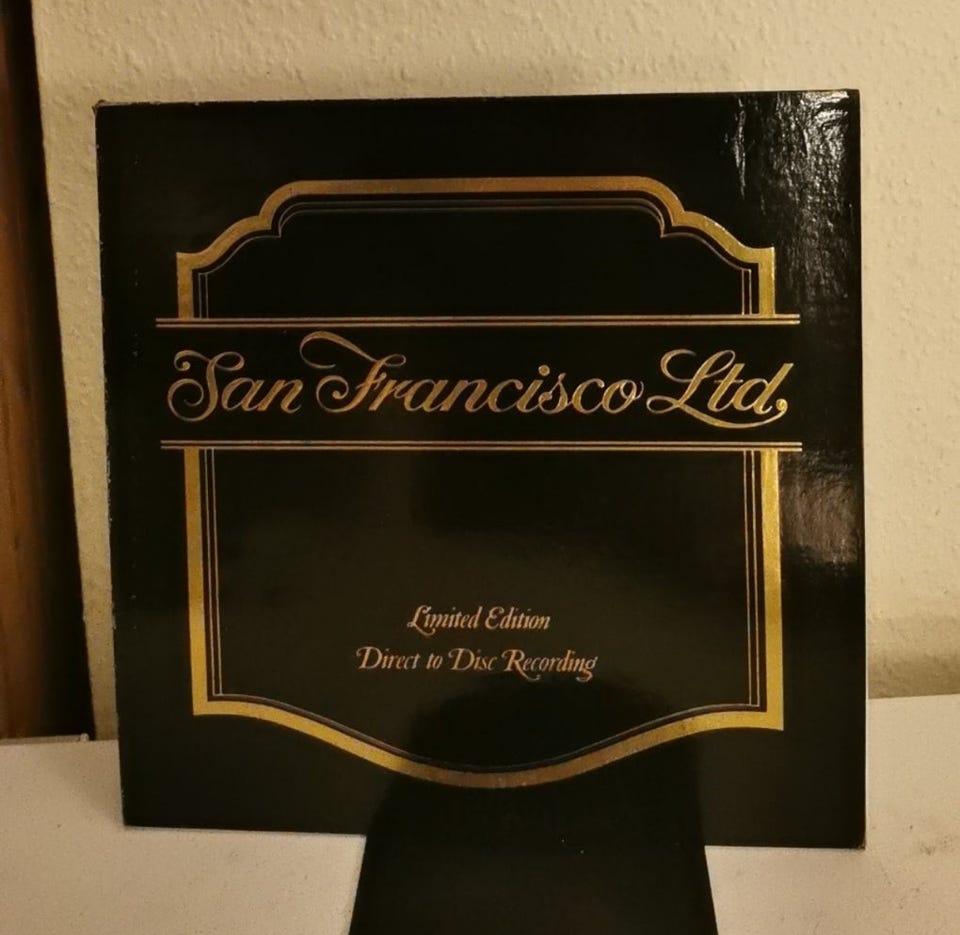 San Francisco Ltd.
Limited Edition
Direct to Disc Recording